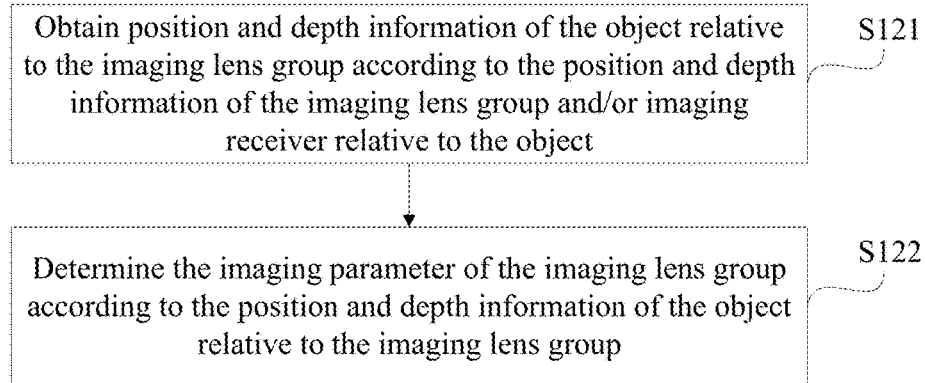 Obtain position and depth information of the object relative
to the imaging lens group according to the position and depth
information of the imaging lens group and/or imaging
receiver relative to the object
S121
Determine the imaging parameter of the imaging lens group
according to the position and depth information of the object
relative to the imaging lens group
S122